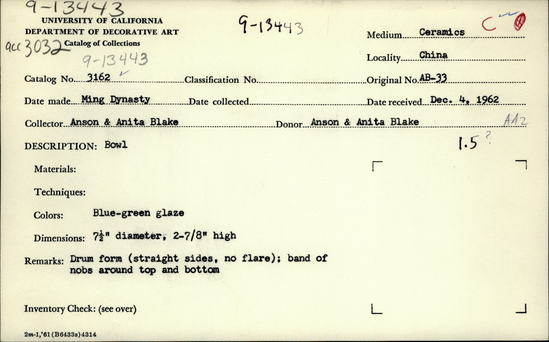 9-13443
UNIVERSITY OF CALIFORNIA
DEPARTMENT OF DECORATIVE ART
Catalog of Collections
acc 3032
9-13443
9-13443
Medium Ceramics
C
Locality China
Catalog No. 3162 Classification No. Original No. AB-33
Date made Ming Dynasty Date collected Date received Dec. 4, 1962
Collector Anson & Anita Blake Donor Anson & Anita Blake
DESCRIPTION: Bowl 1.5 ?
Materials:
Techniques:
Colors: Blue-green glaze
Dimensions: 7½" diameter, 2-7/8" high
Remarks: Drum form (straight sides, no flare); band of
nobs around top and bottom
Inventory Check: (see over)
2m-1,'61(B6433s)4314